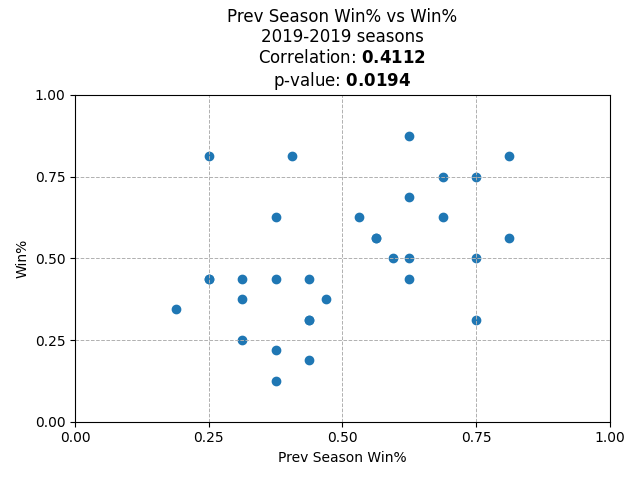 Prev Season Win% vs Win%
2019-2019 seasons
Correlation: 0.4112
p-value: 0.0194
1.00
0.75
0.50
0.25
0.00
Win%
0.00 0.25 0.50 0.75 1.00
Prev Season Win%